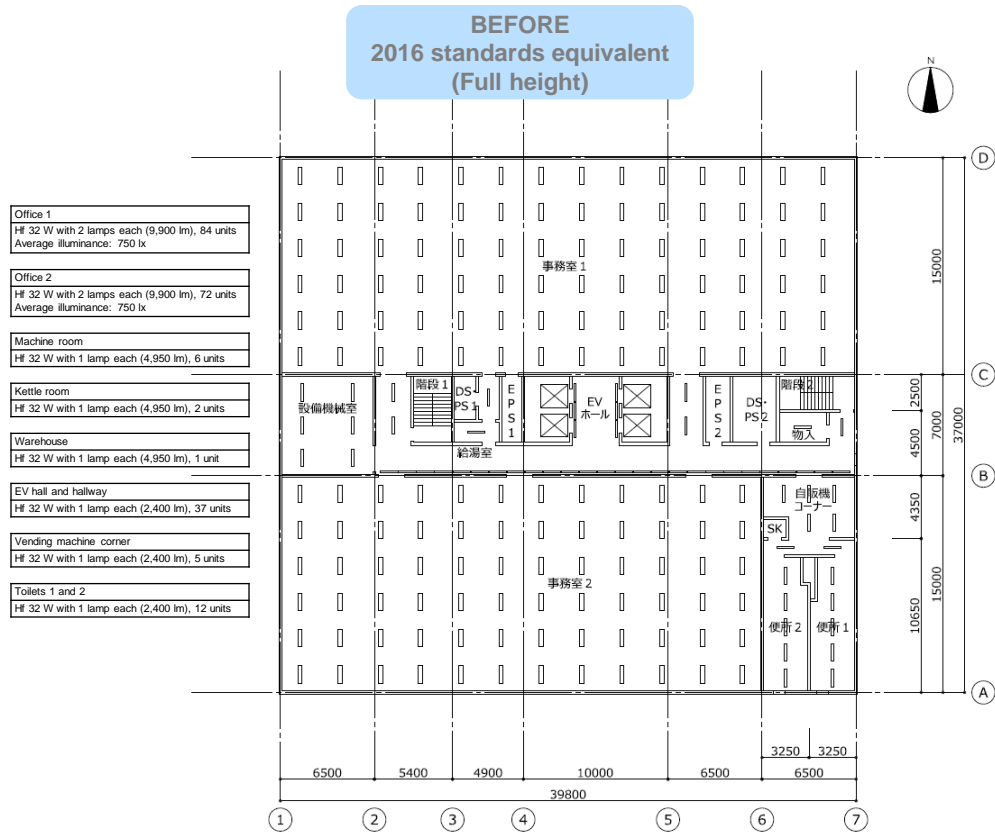 BEFORE
2016 standards equivalent
(Full height)
N
Office 1
Hf 32 W with 2 lamps each (9,900 lm), 84 units
Average illuminance: 750 lx
Office 2
Hf 32 W with 2 lamps each (9,900 lm), 72 units
Average illuminance: 750 lx
Machine room
Hf 32 W with 1 lamp each (4,950 lm), 6 units
Kettle room
Hf 32 W with 1 lamp each (4,950 lm), 2 units
Warehouse
Hf 32 W with 1 lamp each (4,950 lm), 1 unit
EV hall and hallway
Hf 32 W with 1 lamp each (2,400 lm), 37 units
Vending machine corner
Hf 32 W with 1 lamp each (2,400 lm), 5 units
Toilets 1 and 2
Hf 32 W with 1 lamp each (2,400 lm), 12 units
事務室1
設備機械室
階段1
DS・
PS1
EPS1
給湯室
EV
ホール
EPS2
DS・
PS2
階段2
物入
事務室2
自販機
コーナー
SK
便所2
便所1
D
C
B
A
15000
2500
4500
7000
37000
4350
10650
15000
3250
3250
6500
5400
4900
10000
6500
6500
39800
1
2
3
4
5
6
7